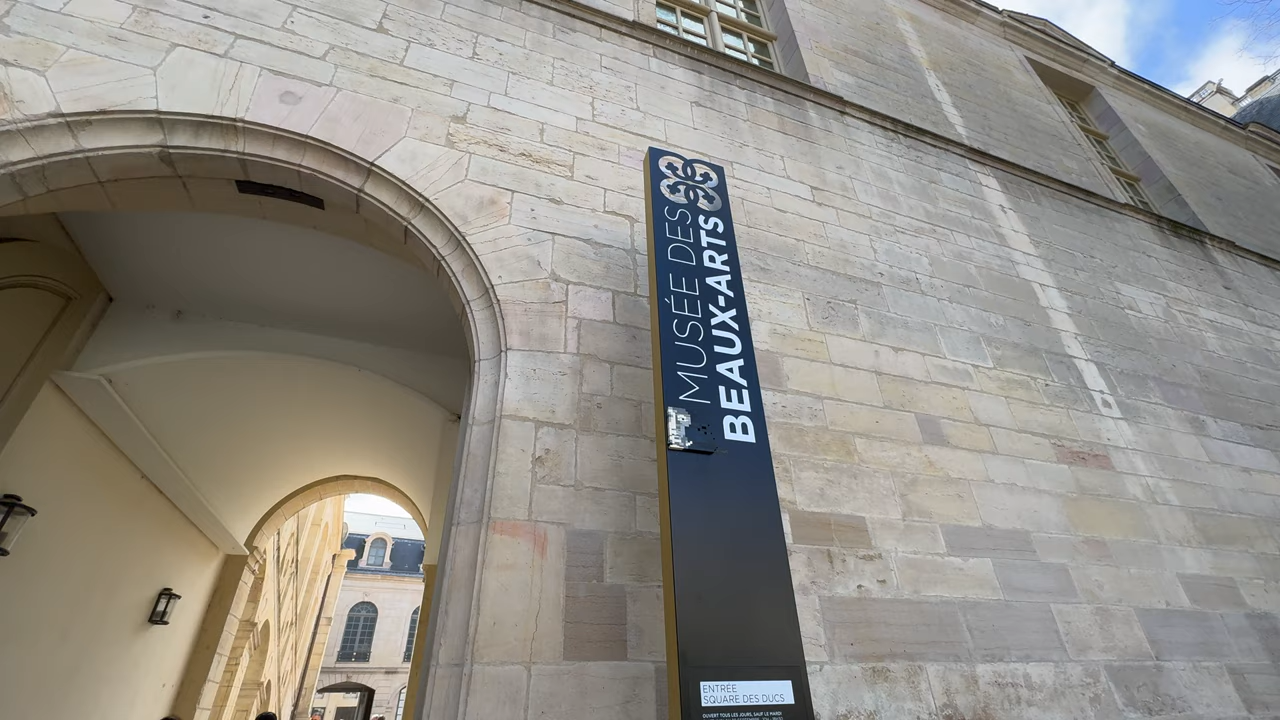 MUSÉE DES
BEAUX-ARTS
ENTRÉE
SQUARE DES DUCS
OUVERT TOUS LES JOURS, SAUF LE MARDI